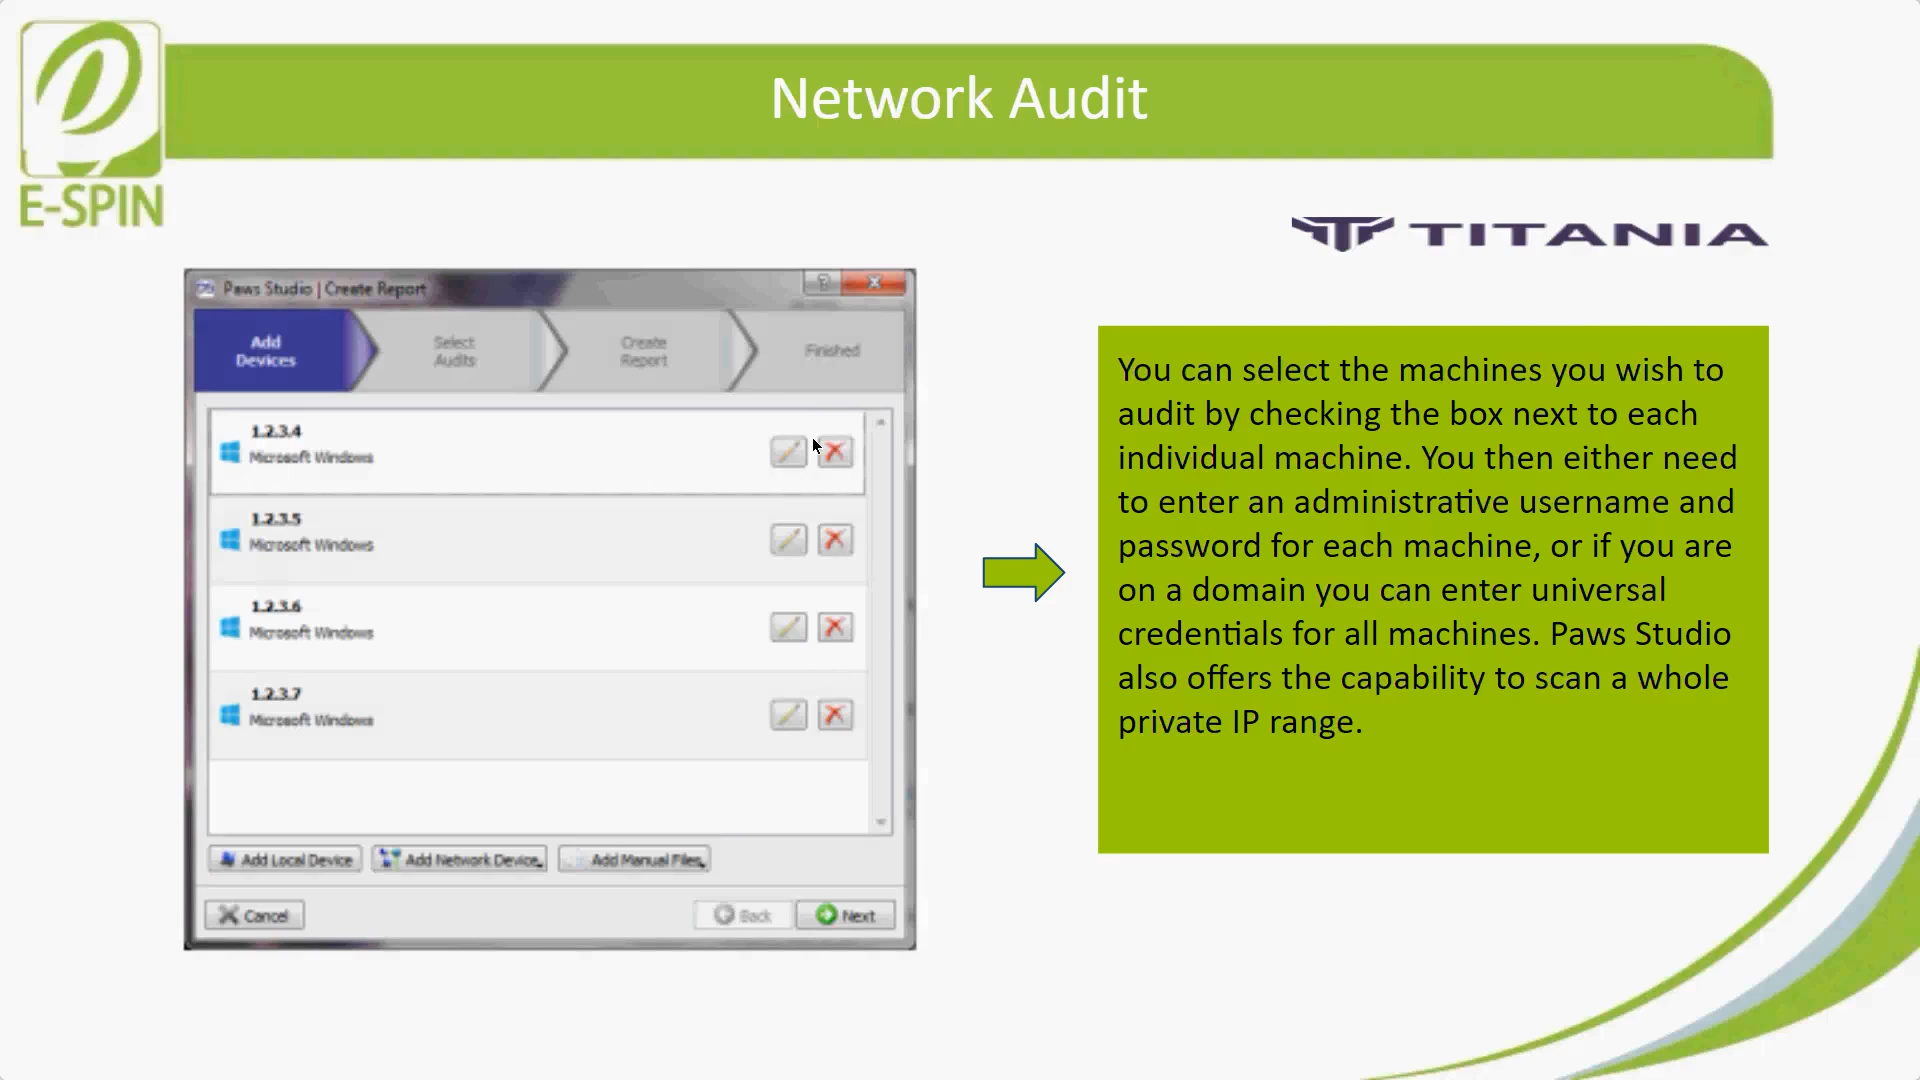 Network Audit
E-SPIN
TITANIA
Paws Studio | Create Report
Add
Devices
Select
Audits
Create
Report
Finished
1.2.3.4
Microsoft Windows
1.2.3.5
Microsoft Windows
1.2.3.6
Microsoft Windows
1.2.3.7
Microsoft Windows
Add Local Device
Add Network Device
Add Manual Files
Cancel
Back
Next
You can select the machines you wish to
audit by checking the box next to each
individual machine. You then either need
to enter an administrative username and
password for each machine, or if you are
on a domain you can enter universal
credentials for all machines. Paws Studio
also offers the capability to scan a whole
private IP range.